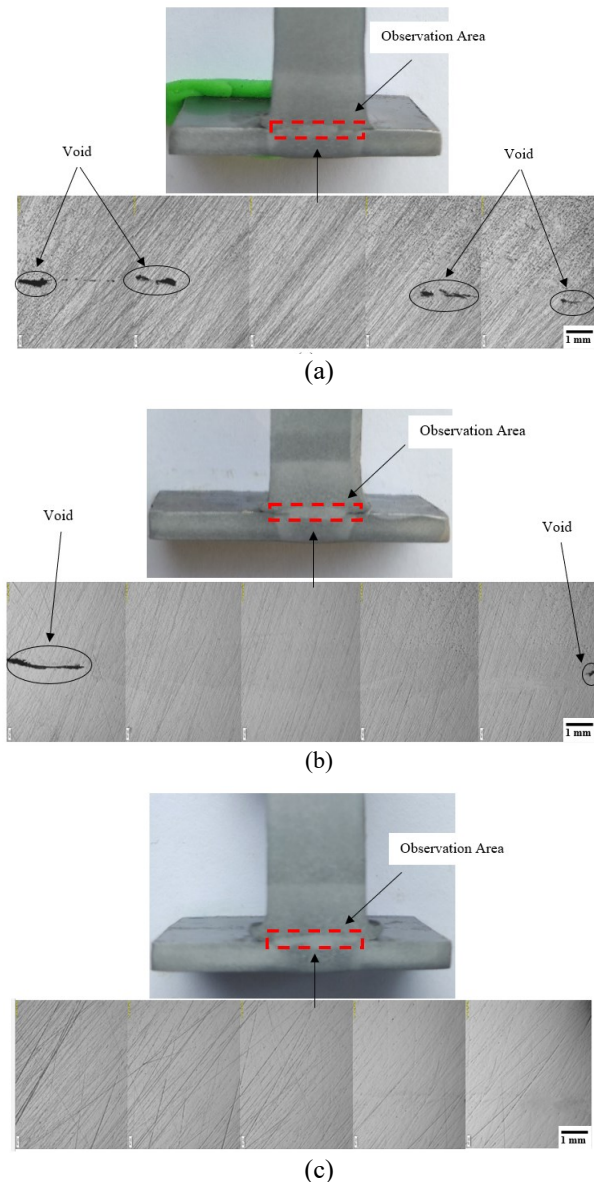 Observation Area
Void
Void
1 mm
(a)
Observation Area
Void
Void
1 mm
(b)
Observation Area
1 mm
(c)